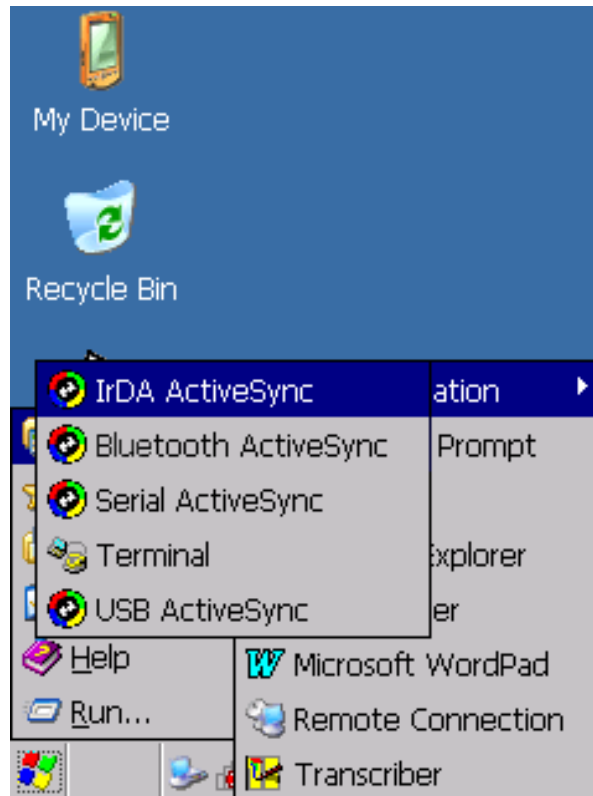 My Device
Recycle Bin
IrDA ActiveSync
ation
Bluetooth ActiveSync
Prompt
Serial ActiveSync
Terminal
Explorer
USB ActiveSync
er
Help
Microsoft WordPad
Run...
Remote Connection
Transcriber